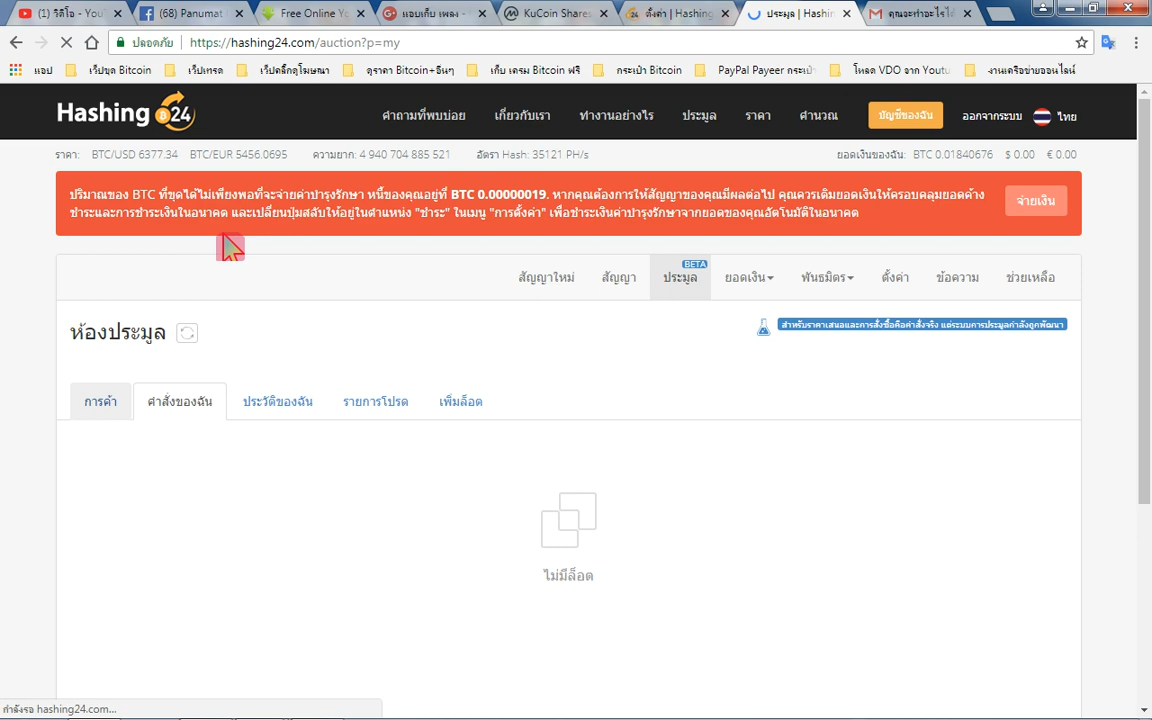 (1) วิดีโอ - YouT
(68) Panumat
Free Online Yo
แอบเก็บ เพลง -
KuCoin Shares
ตั้งค่า | Hashing
ประมูล | Hashin
คุณจะทำอะไรได้
ปลอดภัย | https://hashing24.com/auction?p=my
แอป เว็ปขุด Bitcoin เว็ปเทรด เว็ปคลิ๊กดูโฆษณา ดูราคา Bitcoin+อื่นๆ เก็บ เครม Bitcoin ฟรี กระเป๋า Bitcoin PayPal Payeer กระเป๋ โหลด VDO จาก Youtu งานเครือข่ายออนไลน์
Hashing 24 คำถามที่พบบ่อย เกี่ยวกับเรา ทำงานอย่างไร ประมูล ราคา คำนวณ บัญชีของฉัน ออกจากระบบ ไทย
ราคา: BTC/USD 6377.34 BTC/EUR 5456.0695 ความยาก: 4 940 704 885 521 อัตรา Hash: 35121 PH/s ยอดเงินของฉัน: BTC 0.01840676 $ 0.00 € 0.00
ปริมาณของ BTC ที่ขุดได้ไม่เพียงพอที่จะจ่ายค่าบำรุงรักษา หนี้ของคุณอยู่ที่ BTC 0.00000019. หากคุณต้องการให้สัญญาของคุณมีผลต่อไป คุณควรเติมยอดเงินให้ครอบคลุมยอดค้าง
ชำระและการชำระเงินในอนาคต และเปลี่ยนปุ่มสลับให้อยู่ในตำแหน่ง "ชำระ" ในเมนู "การตั้งค่า" เพื่อชำระเงินค่าบำรุงรักษาจากยอดของคุณอัตโนมัติในอนาคต
จ่ายเงิน
BETA
สัญญาใหม่ สัญญา ประมูล ยอดเงิน พันธมิตร ตั้งค่า ข้อความ ช่วยเหลือ
ห้องประมูล
สำหรับราคาเสนอและการสั่งซื้อคือคำสั่งจริง แต่ระบบการประมูลกำลังถูกพัฒนา
การค้า คำสั่งของฉัน ประวัติของฉัน รายการโปรด เพิ่มล็อต
ไม่มีล็อต
กำลังรอ hashing24.com...